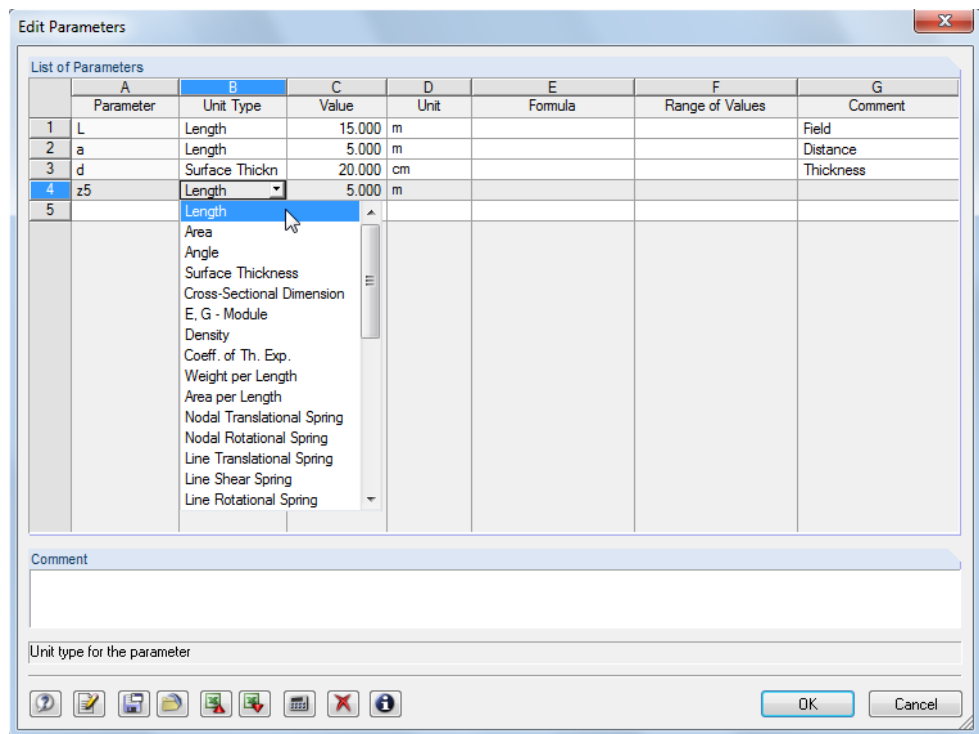 Edit Parameters
x
List of Parameters
A B C D E F G
Parameter Unit Type Value Unit Formula Range of Values Comment
1 L Length 15.000 m Field
2 a Length 5.000 m Distance
3 d Surface Thickn 20.000 cm Thickness
4 z5 Length 5.000 m
5
Length
Area
Angle
Surface Thickness
Cross-Sectional Dimension
E, G - Module
Density
Coeff. of Th. Exp.
Weight per Length
Area per Length
Nodal Translational Spring
Nodal Rotational Spring
Line Translational Spring
Line Shear Spring
Line Rotational Spring
Comment
Unit type for the parameter
OK Cancel